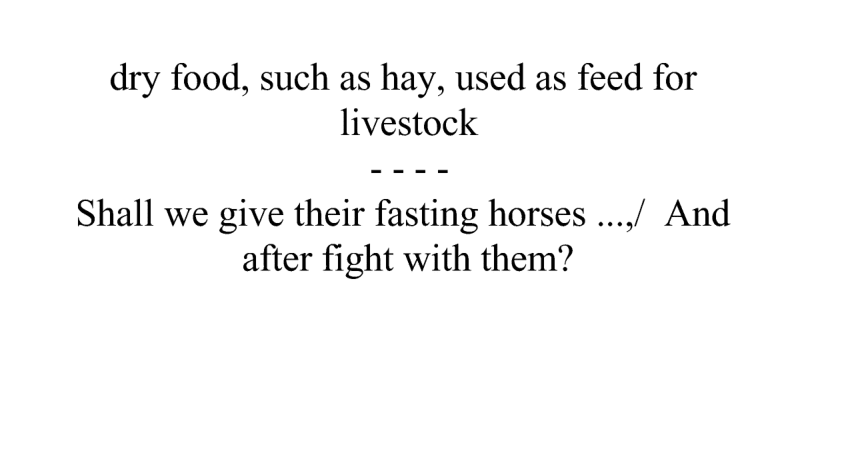 dry food, such as hay, used as feed for
livestock
- - - -
Shall we give their fasting horses ...,/  And
after fight with them?